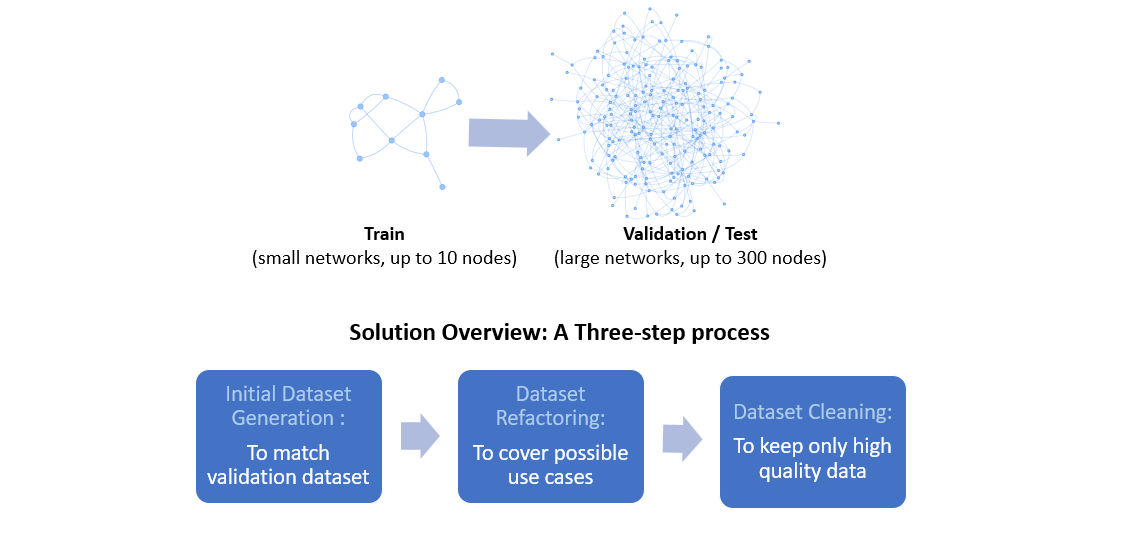 Train
(small networks, up to 10 nodes)
Validation / Test
(large networks, up to 300 nodes)
Solution Overview: A Three-step process
Initial Dataset
Generation :
To match
validation dataset
Dataset
Refactoring:
To cover possible
use cases
Dataset Cleaning:
To keep only high
quality data